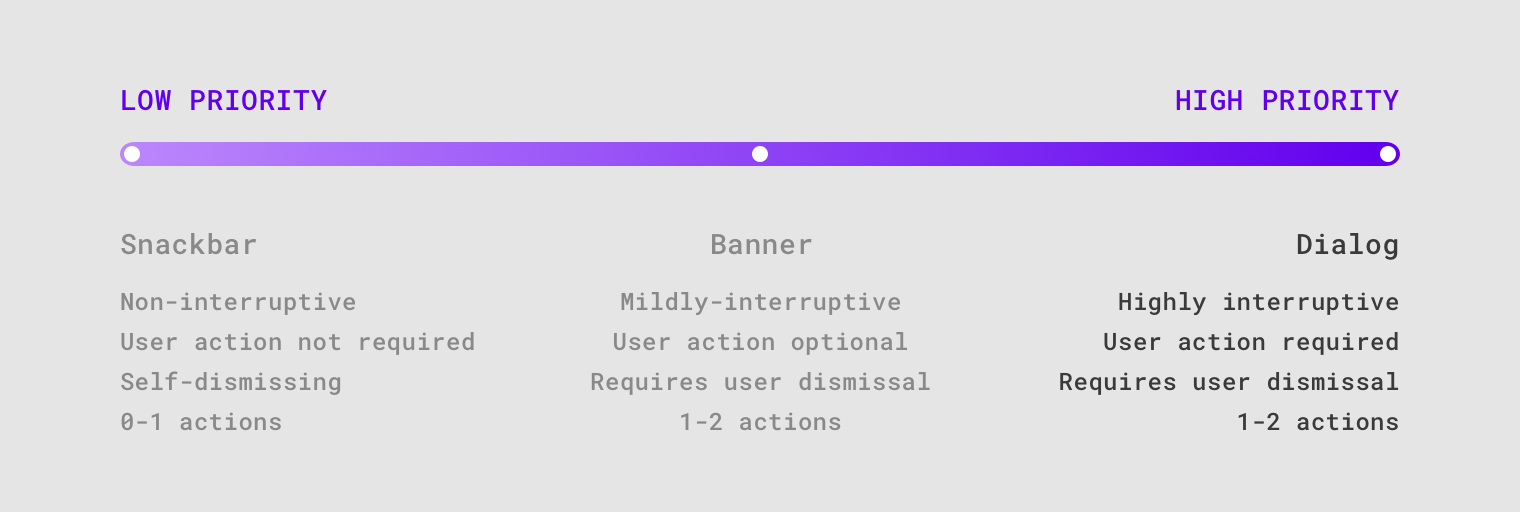 LOW PRIORITY
HIGH PRIORITY
Snackbar
Non-interruptive
User action not required
Self-dismissing
0-1 actions
Banner
Mildly-interruptive
User action optional
Requires user dismissal
1-2 actions
Dialog
Highly interruptive
User action required
Requires user dismissal
1-2 actions